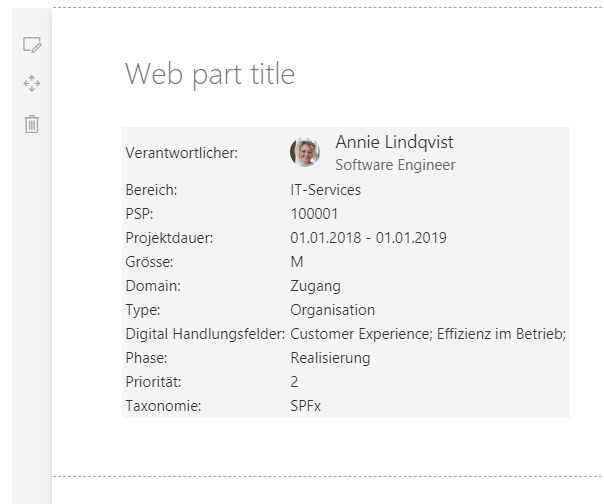 Web part title
Verantwortlicher: Annie Lindqvist
Software Engineer
Bereich: IT-Services
PSP: 100001
Projektdauer: 01.01.2018 - 01.01.2019
Grösse: M
Domain: Zugang
Type: Organisation
Digital Handlungsfelder: Customer Experience; Effizienz im Betrieb;
Phase: Realisierung
Priorität: 2
Taxonomie: SPFx